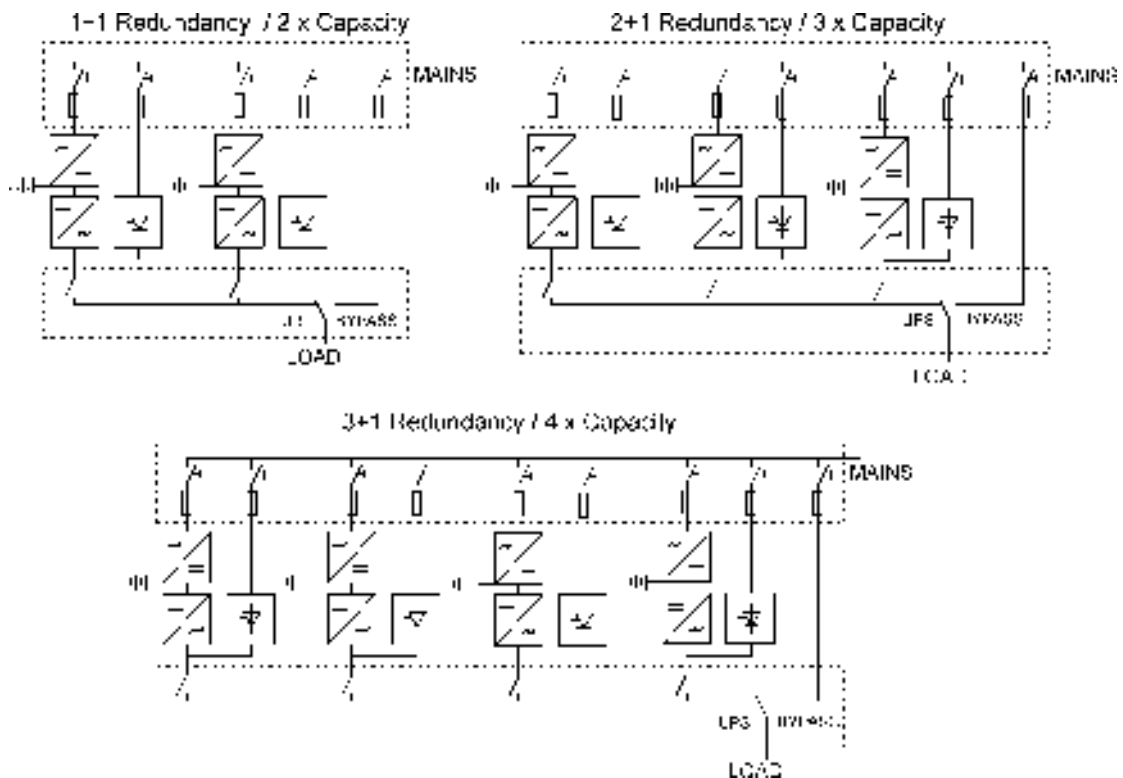 1-1 Redundancy / 2 x Capacity
MAINS
BYPASS
LOAD
2+1 Redundancy / 3 x Capacity
MAINS
UPS BYPASS
LOAD
3+1 Redundancy / 4 x Capacity
MAINS
UPS BYPASS
LOAD